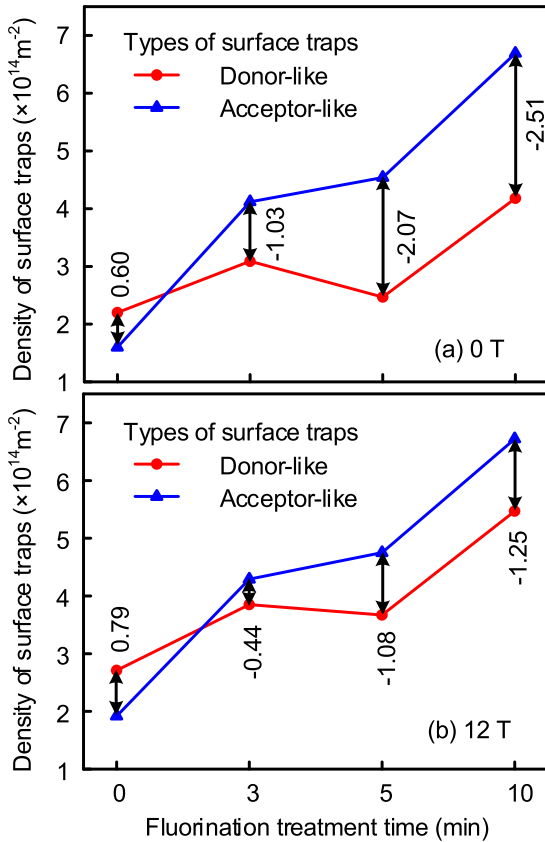 Types of surface traps
Donor-like
Acceptor-like
Density of surface traps (×10¹⁴m⁻²)
7
6
5
4
3
2
1
0.60
-1.03
-2.07
-2.51
(a) 0 T
Types of surface traps
Donor-like
Acceptor-like
Density of surface traps (×10¹⁴m⁻²)
7
6
5
4
3
2
1
0.79
-0.44
-1.08
-1.25
(b) 12 T
0 3 5 10
Fluorination treatment time (min)